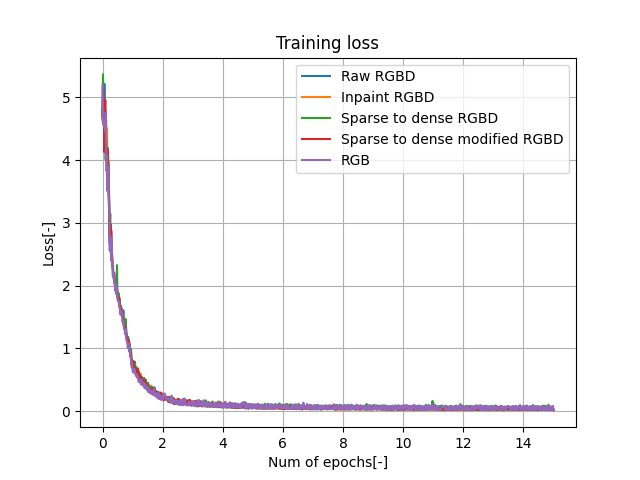 Training loss
Raw RGBD
Inpaint RGBD
Sparse to dense RGBD
Sparse to dense modified RGBD
RGB
5
4
3
2
1
0
Loss[-]
0 2 4 6 8 10 12 14
Num of epochs[-]